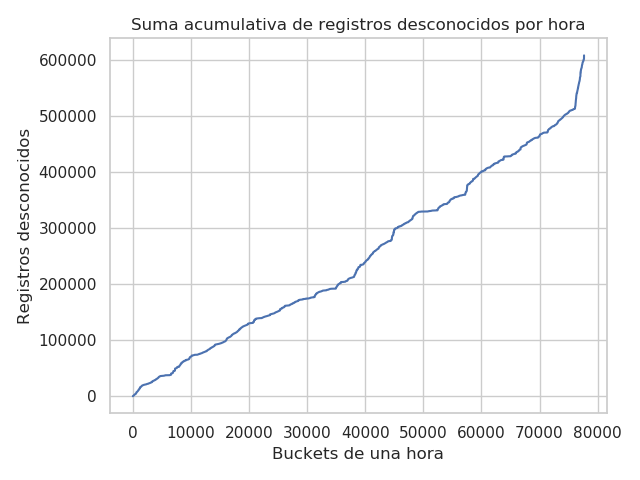 Suma acumulativa de registros desconocidos por hora
600000
500000
400000
300000
200000
100000
0
Registros desconocidos
0 10000 20000 30000 40000 50000 60000 70000 80000
Buckets de una hora